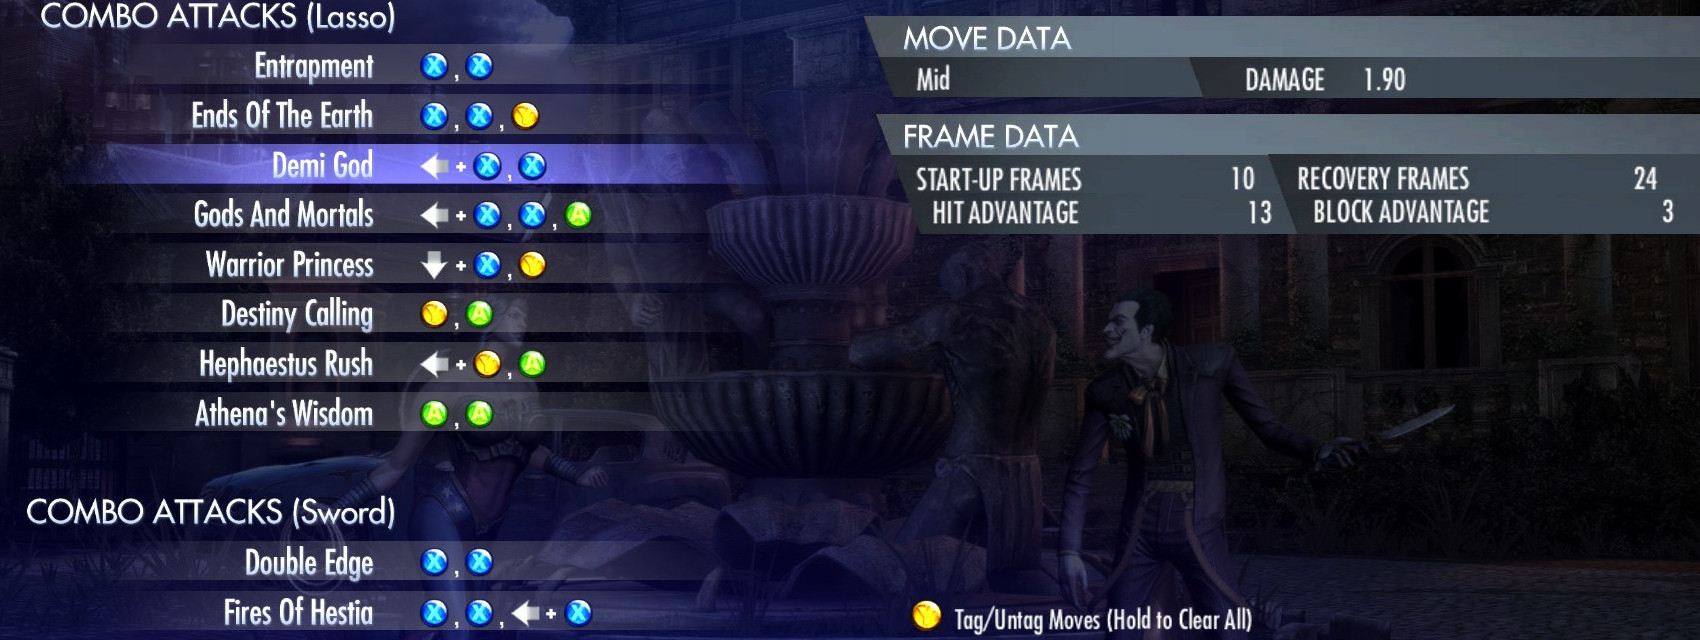 COMBO ATTACKS (Lasso)
Entrapment X , X
Ends Of The Earth X , X , Y
Demi God + X , X
Gods And Mortals + X , X , A
Warrior Princess + X , Y
Destiny Calling Y , A
Hephaestus Rush + Y , A
Athena's Wisdom A , A
COMBO ATTACKS (Sword)
Double Edge X , X
Fires Of Hestia X , X , + X
MOVE DATA
Mid DAMAGE 1.90
FRAME DATA
START-UP FRAMES 10 RECOVERY FRAMES 24
HIT ADVANTAGE 13 BLOCK ADVANTAGE 3
Y Tag/Untag Moves (Hold to Clear All)